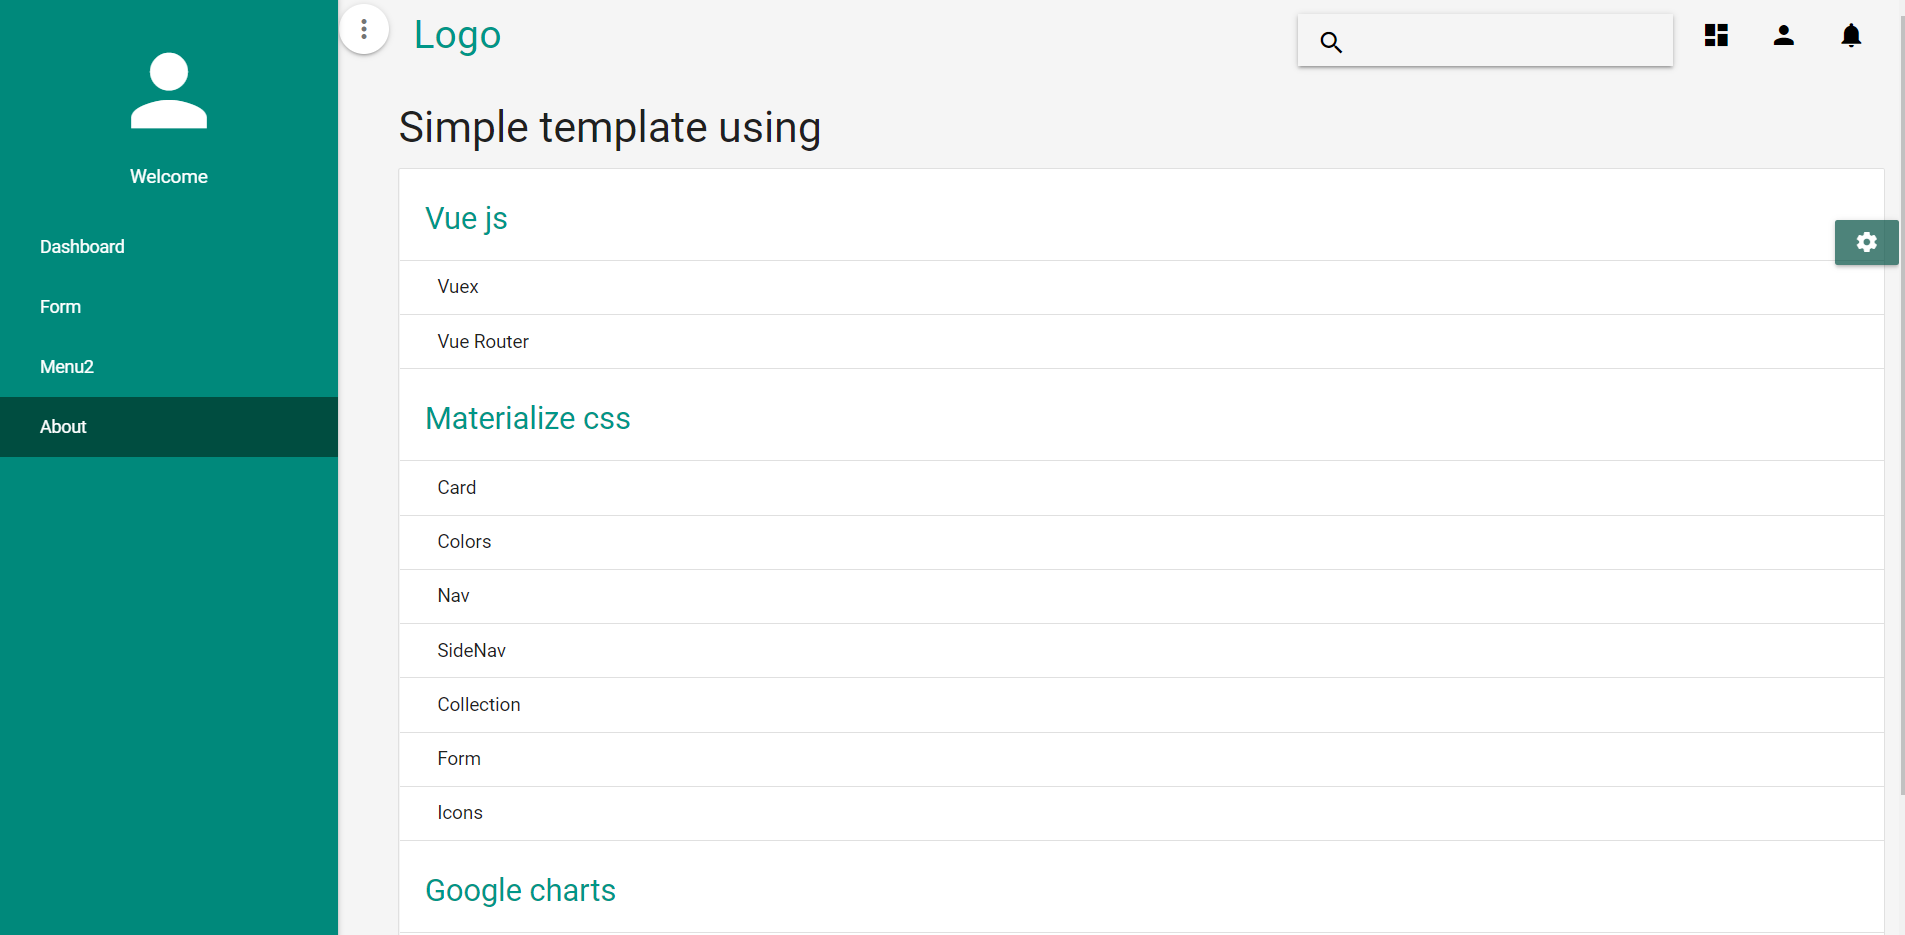 Logo
Welcome
Dashboard
Form
Menu2
About
Simple template using
Vue js
Vuex
Vue Router
Materialize css
Card
Colors
Nav
SideNav
Collection
Form
Icons
Google charts